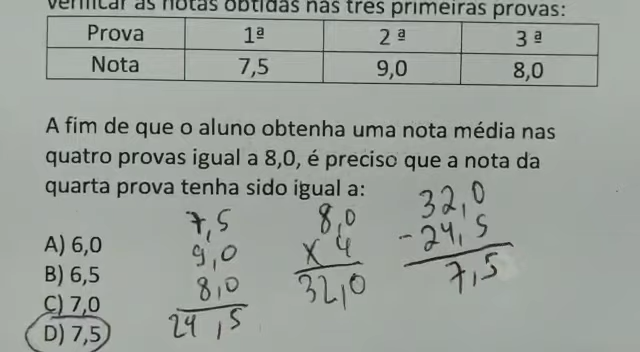 verificar as notas obtidas nas três primeiras provas:
Prova 1ª 2ª 3ª
Nota 7,5 9,0 8,0
A fim de que o aluno obtenha uma nota média nas
quatro provas igual a 8,0, é preciso que a nota da
quarta prova tenha sido igual a:
A) 6,0
B) 6,5
C) 7,0
D) 7,5
7,5
9,0
8,0
24,5
8,0
x 4
32,0
32,0
- 24,5
7,5